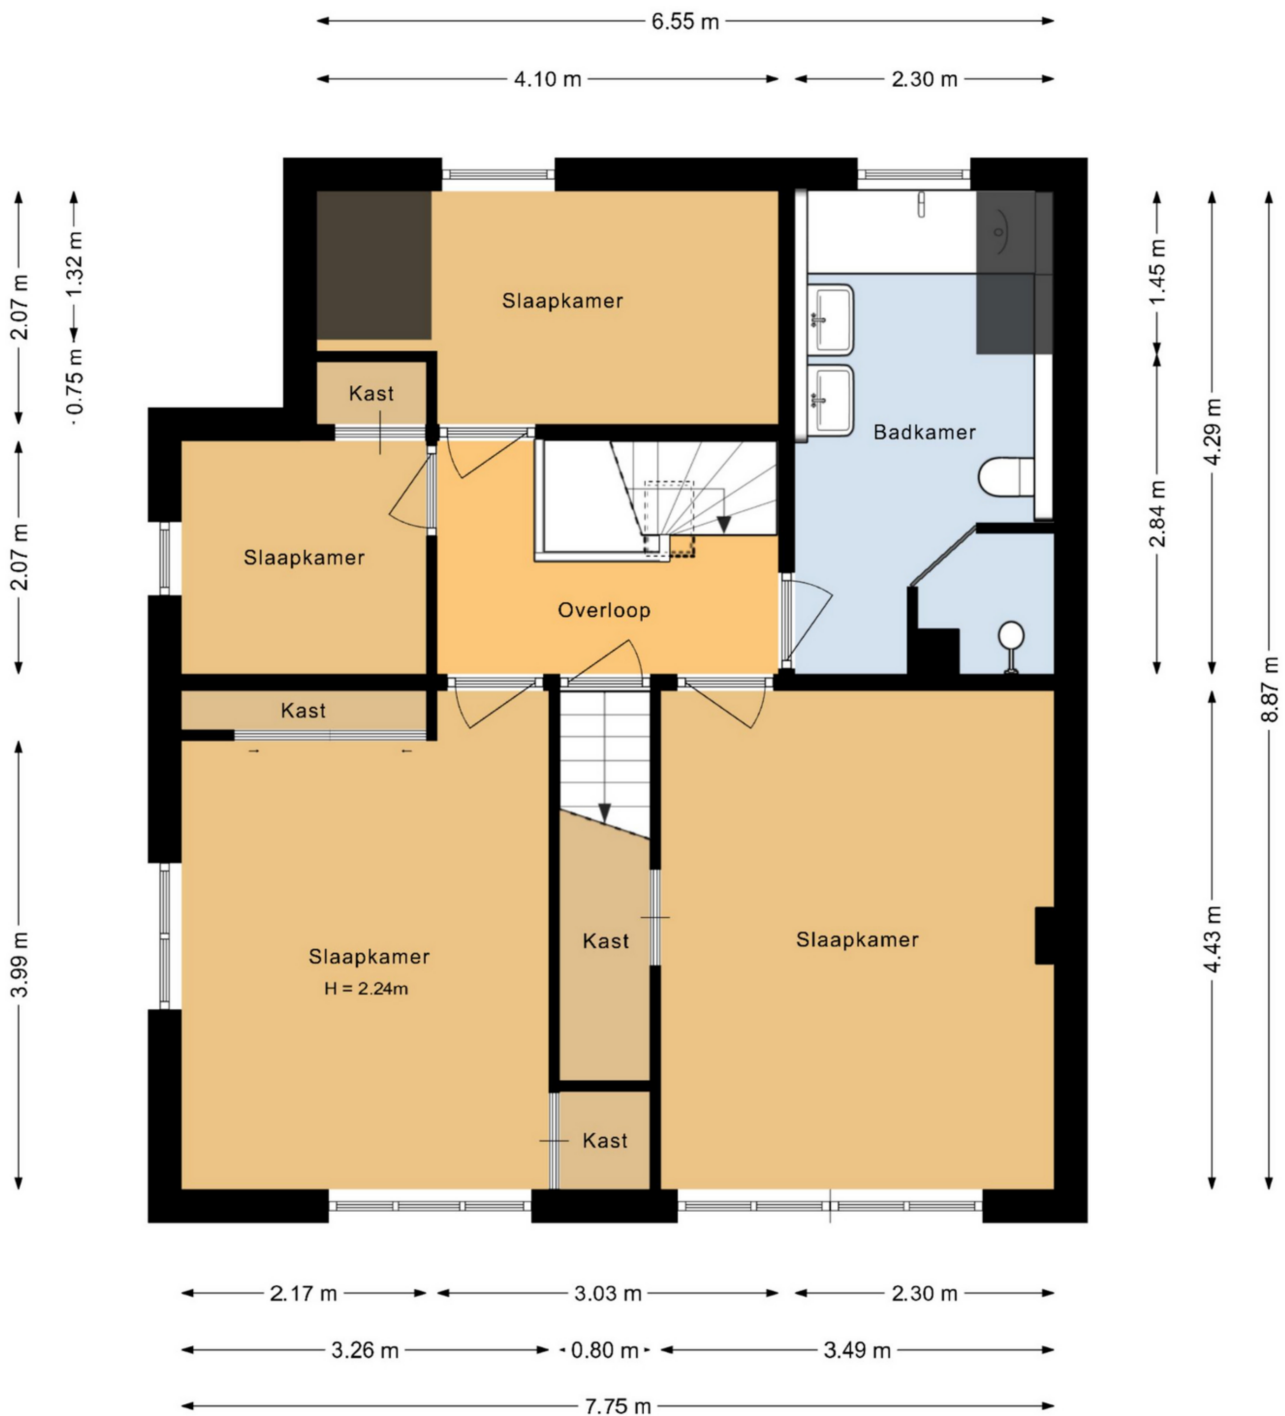 6.55 m
4.10 m
2.30 m
2.07 m
1.32 m
0.75 m
2.07 m
3.99 m
Slaapkamer
Kast
Badkamer
Slaapkamer
Overloop
Kast
Slaapkamer
H = 2.24m
Kast
Slaapkamer
Kast
1.45 m
2.84 m
4.29 m
4.43 m
8.87 m
2.17 m
3.03 m
2.30 m
3.26 m
0.80 m
3.49 m
7.75 m